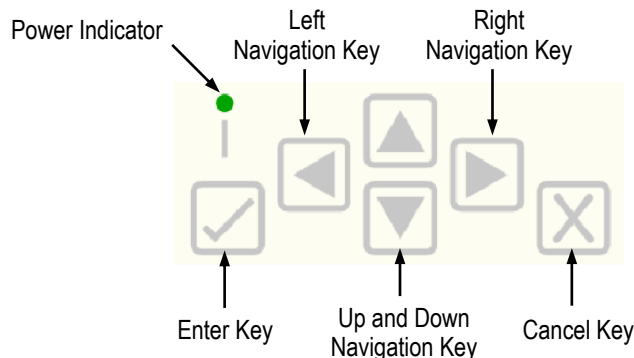 Power Indicator
Left
Navigation Key
Right
Navigation Key
Enter Key
Up and Down
Navigation Key
Cancel Key